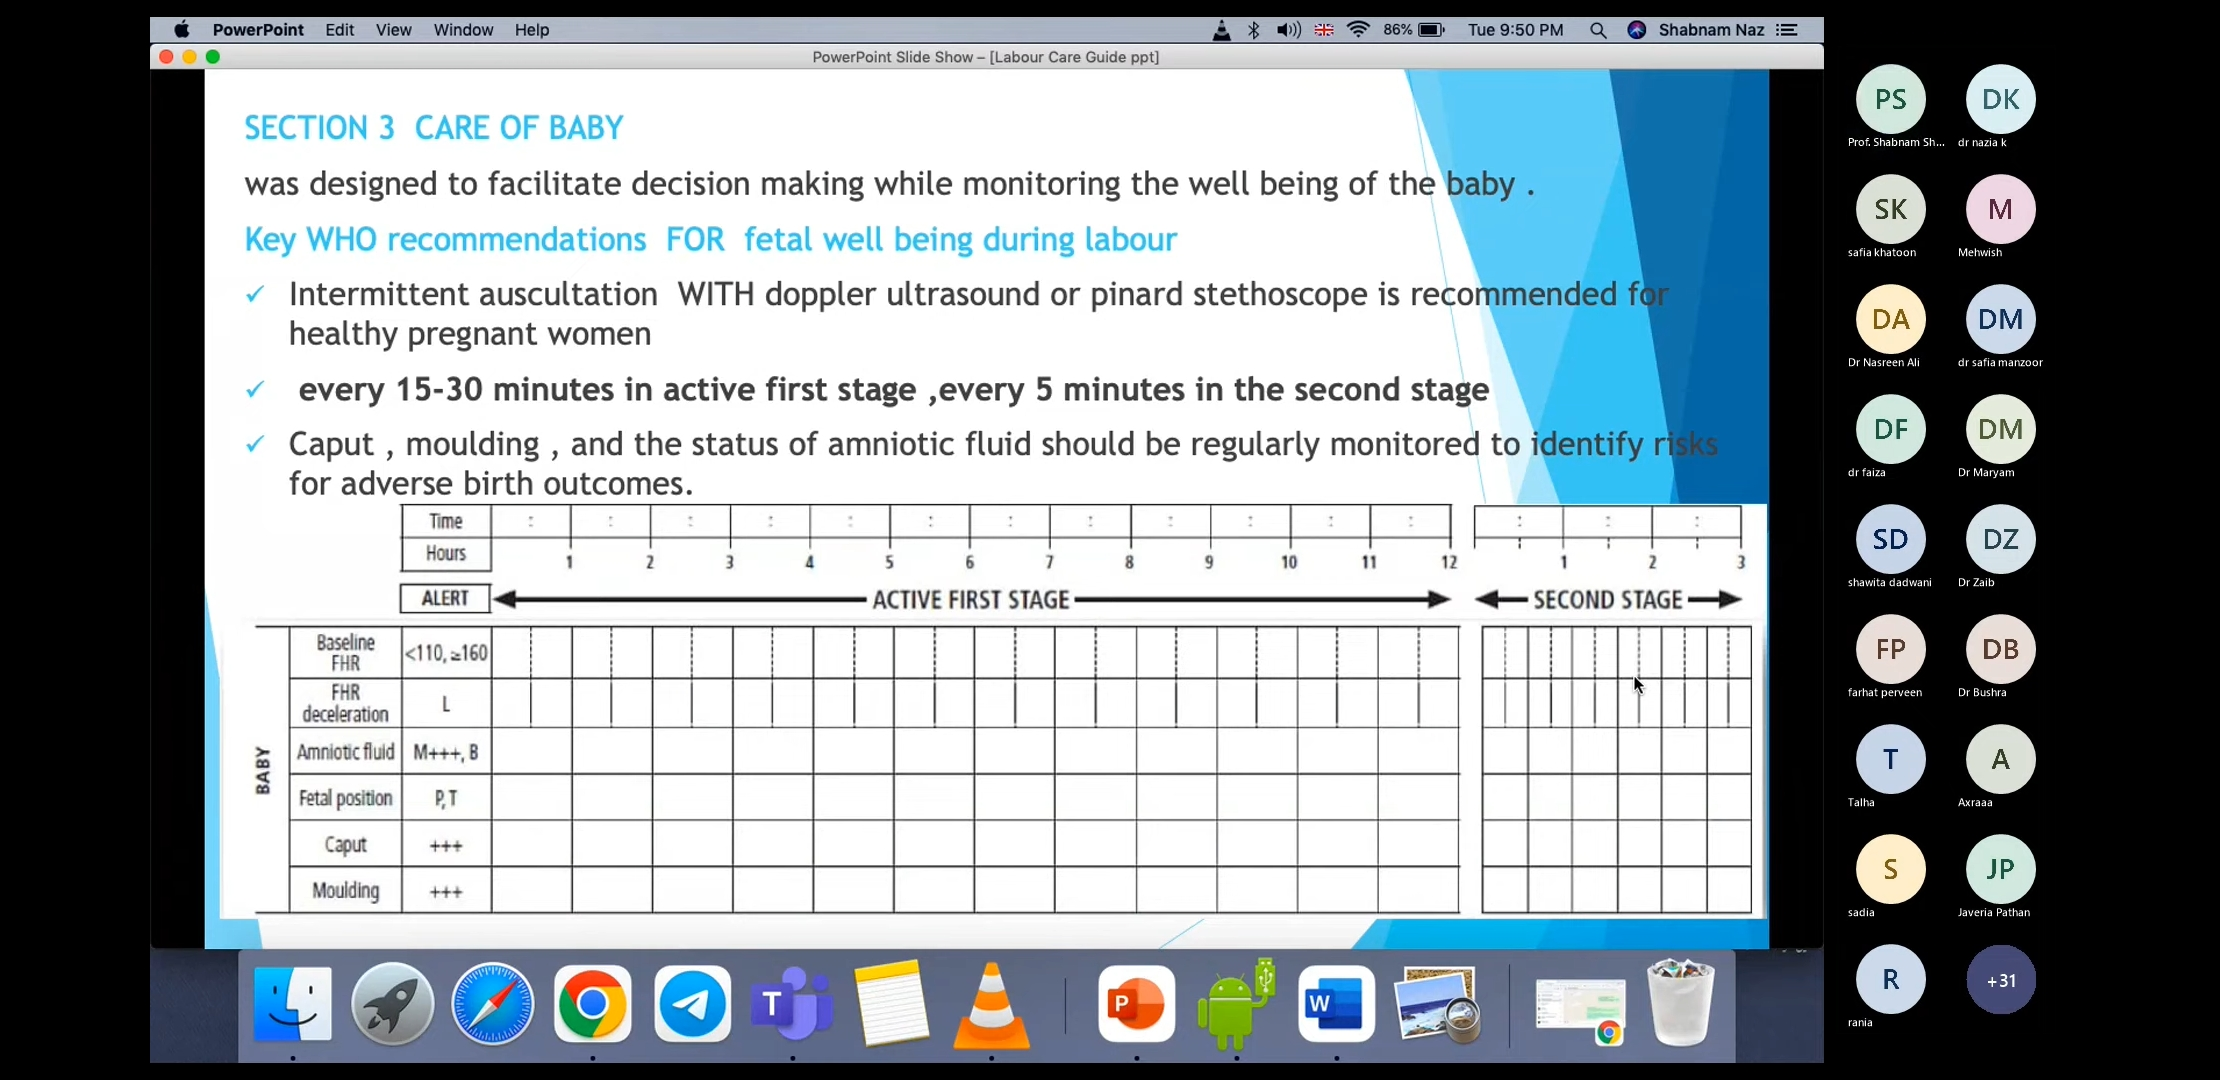 PowerPoint Edit View Window Help 86% Tue 9:50 PM Shabnam Naz
PowerPoint Slide Show – [Labour Care Guide ppt]
SECTION 3 CARE OF BABY
was designed to facilitate decision making while monitoring the well being of the baby .
Key WHO recommendations FOR fetal well being during labour
✓ Intermittent auscultation WITH doppler ultrasound or pinard stethoscope is recommended for
healthy pregnant women
✓ every 15-30 minutes in active first stage ,every 5 minutes in the second stage
✓ Caput , moulding , and the status of amniotic fluid should be regularly monitored to identify risks
for adverse birth outcomes.
Time : : : : : : : : : : : : : : :
Hours 1 2 3 4 5 6 7 8 9 10 11 12 1 2 3
ALERT ACTIVE FIRST STAGE SECOND STAGE
BABY
Baseline
FHR <110, ≥160
FHR
deceleration L
Amniotic fluid M+++, B
Fetal position P, T
Caput +++
Moulding +++
T P W
PS DK
Prof. Shabnam Sh... dr nazia k
SK M
safia khatoon Mehwish
DA DM
Dr Nasreen Ali dr safia manzoor
DF DM
dr faiza Dr Maryam
SD DZ
shawita dadwani Dr Zaib
FP DB
farhat perveen Dr Bushra
T A
Talha Axraaa
S JP
sadia Javeria Pathan
R +31
rania